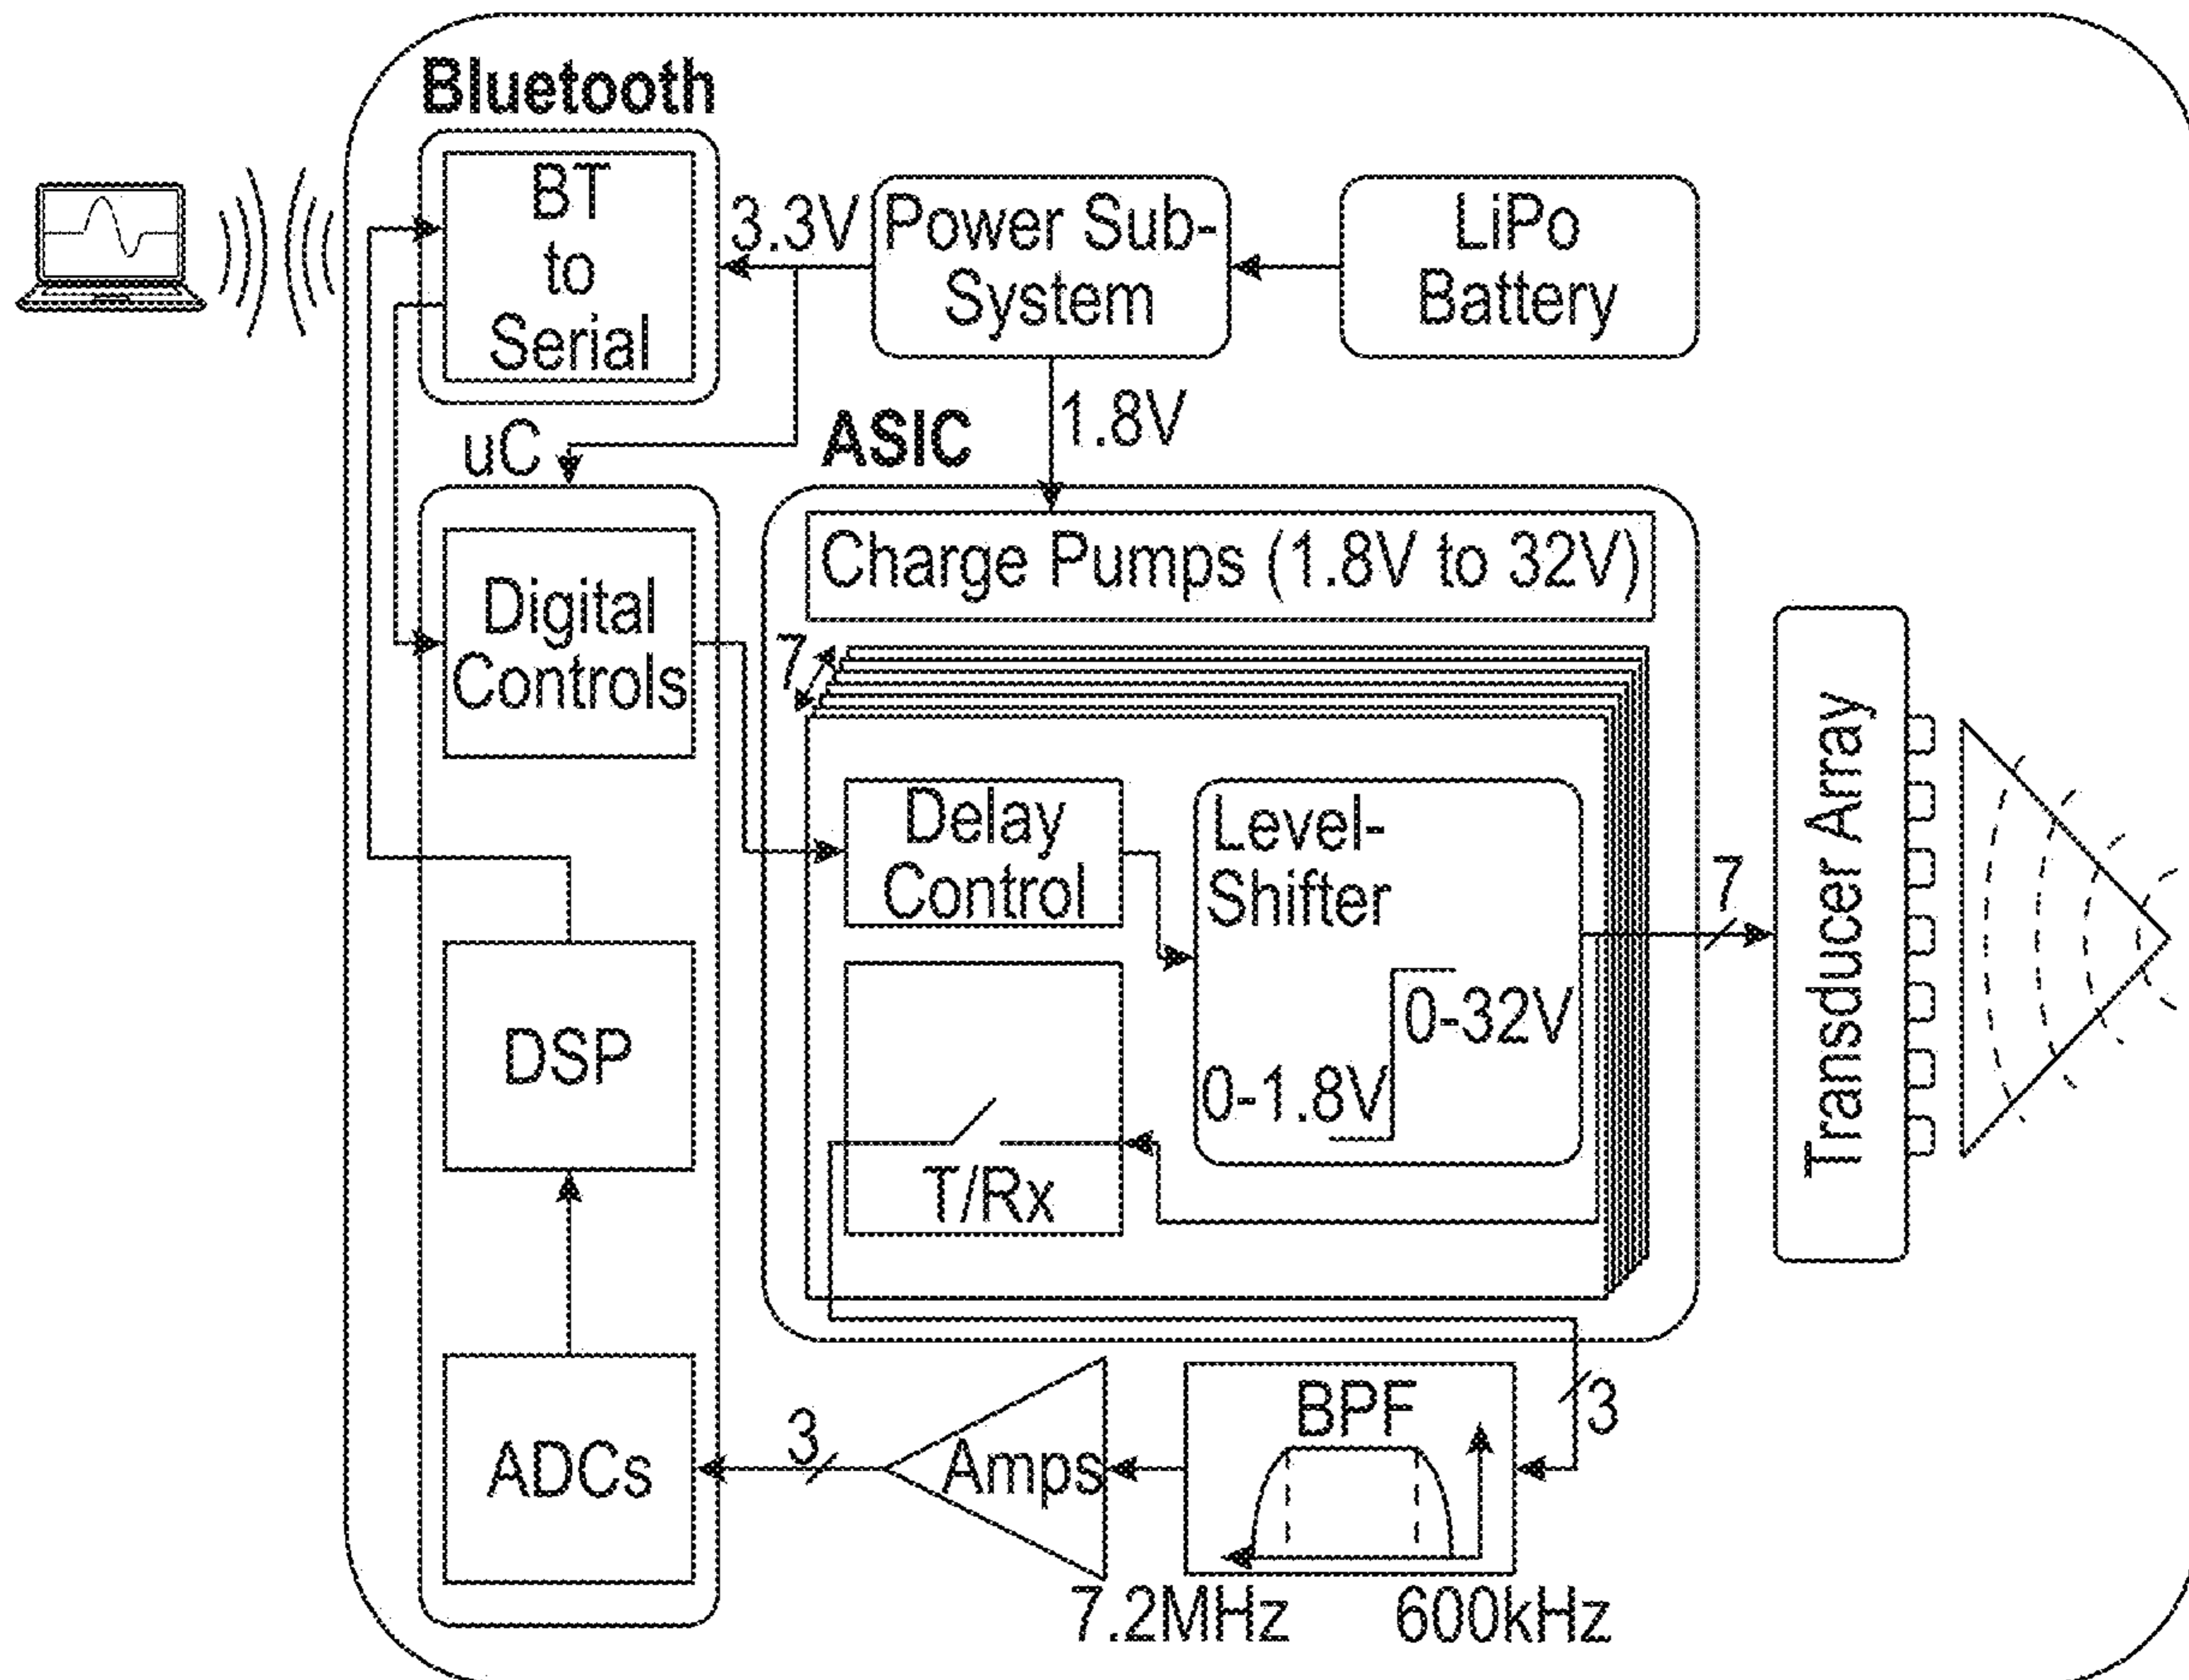 Bluetooth
BT
to
Serial
3.3V
Power Sub-
System
LiPo
Battery
uC
ASIC
1.8V
Charge Pumps (1.8V to 32V)
Digital
Controls
7
Delay
Control
Level-
Shifter
0-32V
0-1.8V
7
Transducer Array
DSP
T/Rx
ADCs
3
Amps
BPF
3
7.2MHz
600kHz